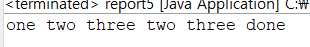 <terminated> report5 [Java Application] C:₩
one two three two three done